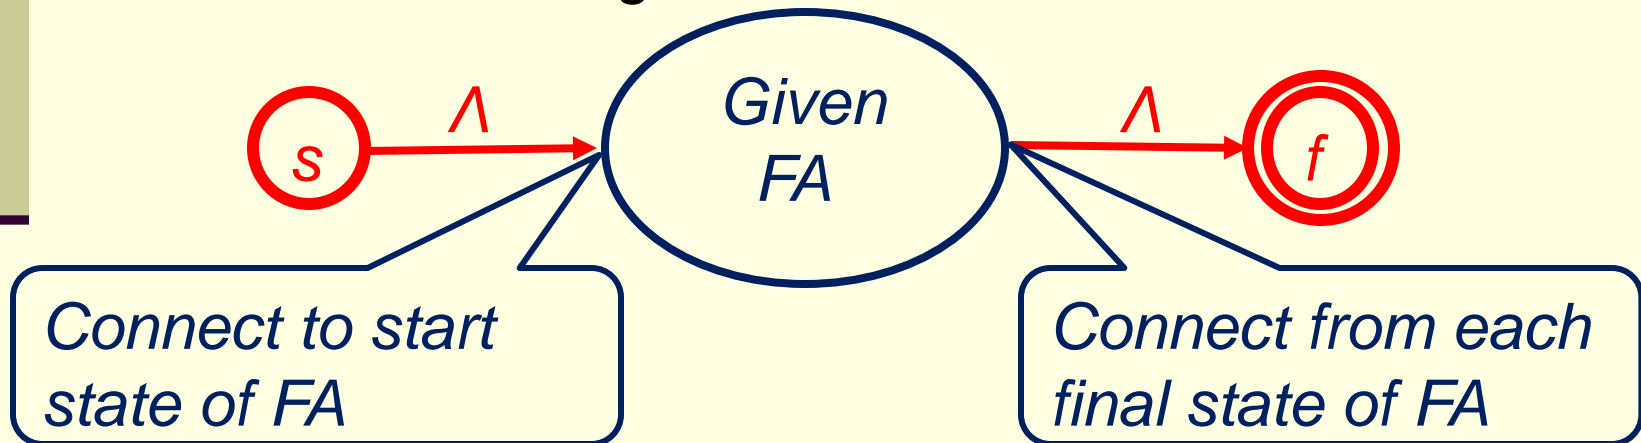 Λ
Given
Λ
s
FA
f
Connect to start
state of FA
Connect from each
final state of FA